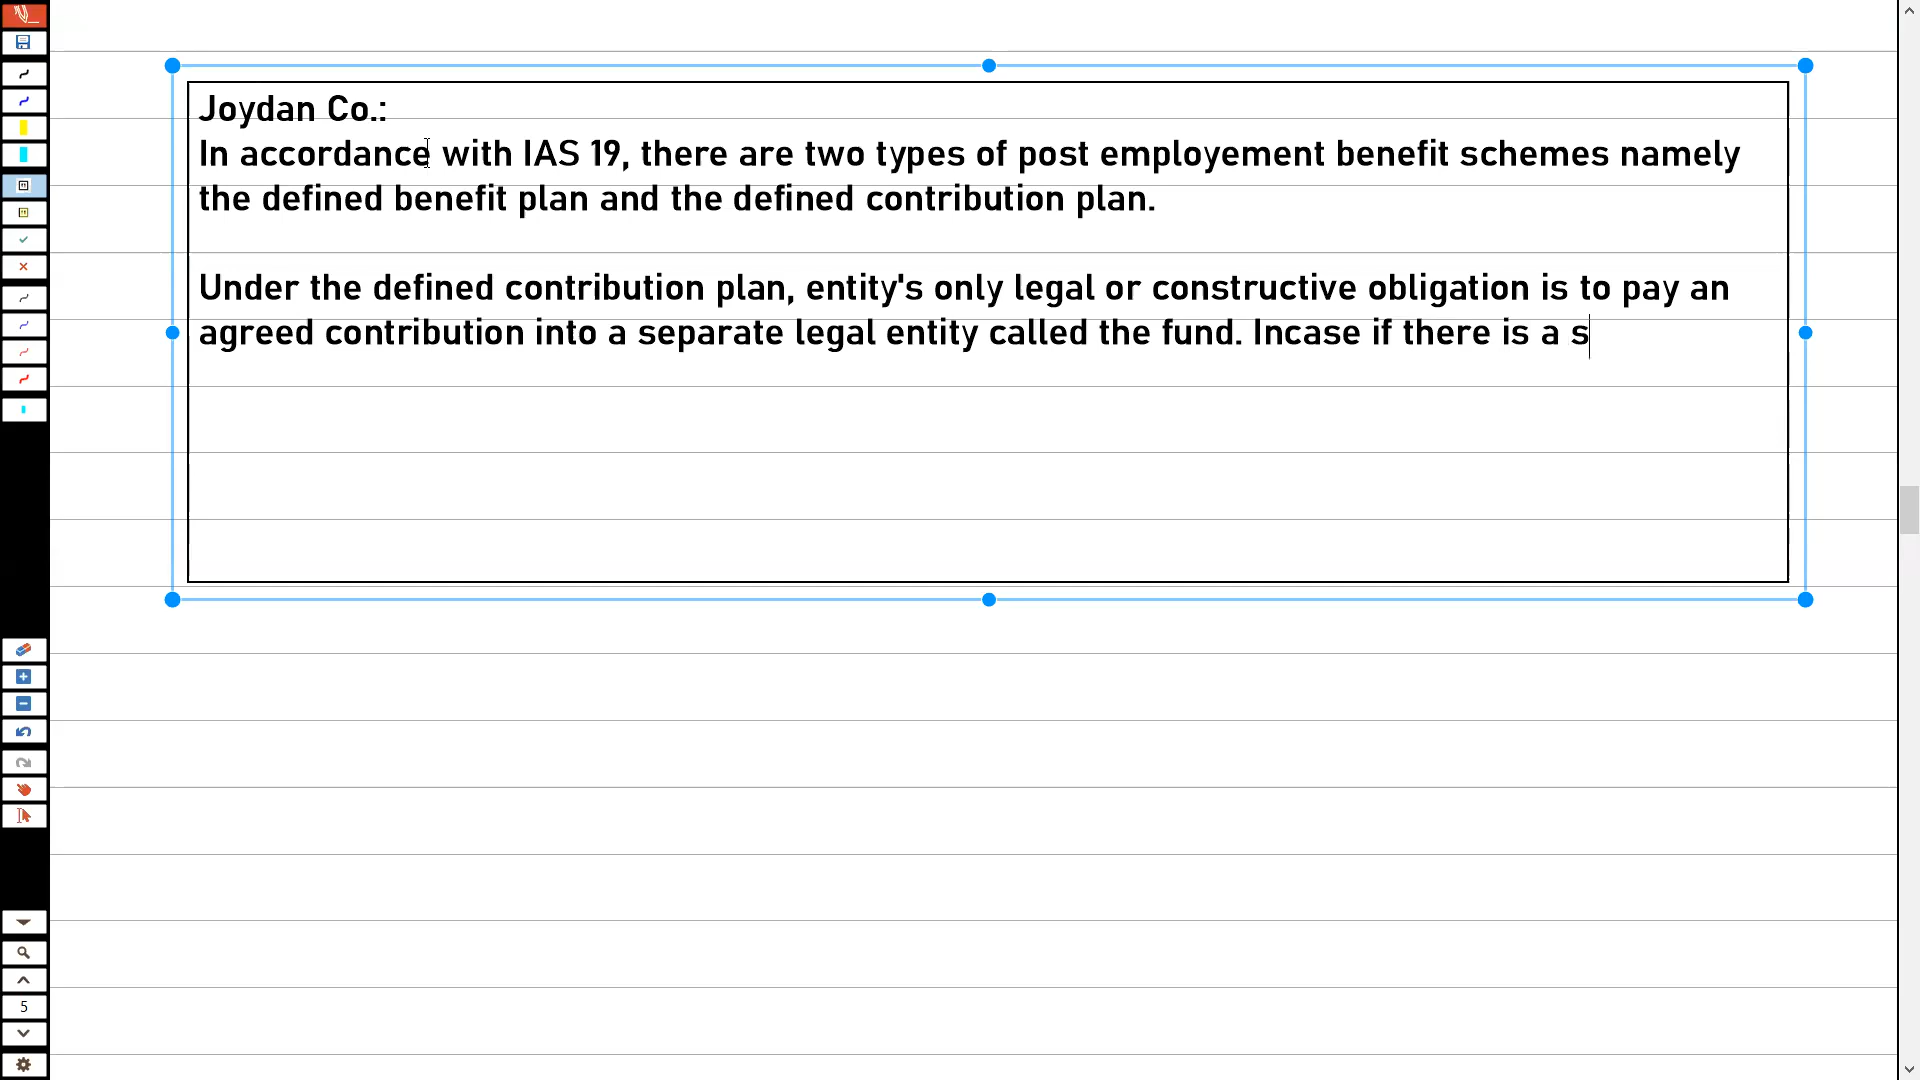 Joydan Co.:
In accordance with IAS 19, there are two types of post employement benefit schemes namely
the defined benefit plan and the defined contribution plan.
Under the defined contribution plan, entity's only legal or constructive obligation is to pay an
agreed contribution into a separate legal entity called the fund. Incase if there is a s
5